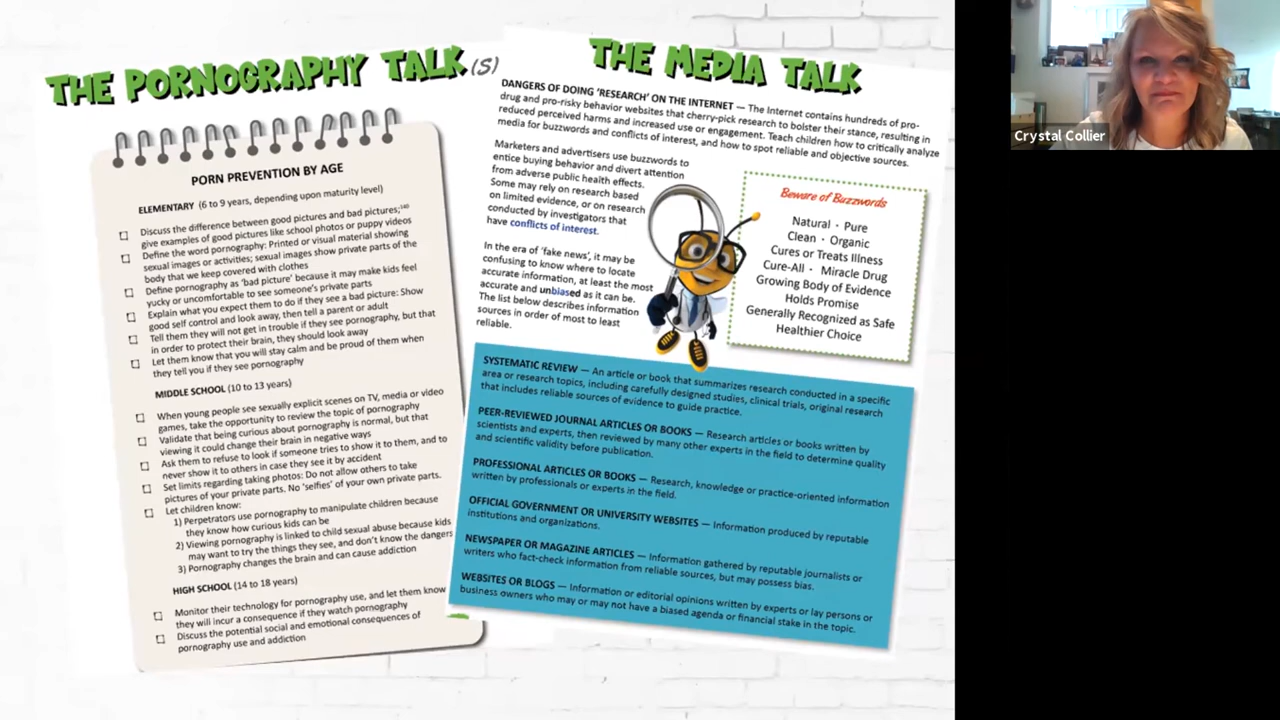 THE PORNOGRAPHY TALK(S)
PORN PREVENTION BY AGE
ELEMENTARY (6 to 9 years, depending upon maturity level)
Discuss the difference between good pictures and bad pictures;
give examples of good pictures like school photos or puppy videos
Define the word pornography: Printed or visual material showing
sexual images or activities; sexual images show private parts of the
body that we keep covered with clothes
Define pornography as 'bad picture' because it may make kids feel
yucky or uncomfortable to see someone's private parts
Explain what you expect them to do if they see a bad picture: Show
good self control and look away, then tell a parent or adult
Tell them they will not get in trouble if they see pornography, but that
in order to protect their brain, they should look away
Let them know that you will stay calm and be proud of them when
they tell you if they see pornography
MIDDLE SCHOOL (10 to 13 years)
When young people see sexually explicit scenes on TV, media or video
games, take the opportunity to review the topic of pornography
Validate that being curious about pornography is normal, but that
viewing it could change their brain in negative ways
Ask them to refuse to look if someone tries to show it to them, and to
never show it to others in case they see it by accident
Set limits regarding taking photos: Do not allow others to take
pictures of your private parts. No 'selfies' of your own private parts.
Let children know:
1) Perpetrators use pornography to manipulate children because
they know how curious kids can be
2) Viewing pornography is linked to child sexual abuse because kids
may want to try the things they see, and don't know the dangers
3) Pornography changes the brain and can cause addiction
HIGH SCHOOL (14 to 18 years)
Monitor their technology for pornography use, and let them know
they will incur a consequence if they watch pornography
Discuss the potential social and emotional consequences of
pornography use and addiction
THE MEDIA TALK
DANGERS OF DOING 'RESEARCH' ON THE INTERNET — The Internet contains hundreds of pro-
drug and pro-risky behavior websites that cherry-pick research to bolster their stance, resulting in
reduced perceived harms and increased use or engagement. Teach children how to critically analyze
media for buzzwords and conflicts of interest, and how to spot reliable and objective sources.
Marketers and advertisers use buzzwords to
entice buying behavior and divert attention
from adverse public health effects.
Some may rely on research based
on limited evidence, or on research
conducted by investigators that
have conflicts of interest.
In the era of 'fake news', it may be
confusing to know where to locate
accurate information, at least the most
accurate and unbiased as it can be.
The list below describes information
sources in order of most to least
reliable.
Beware of Buzzwords
Natural · Pure
Clean · Organic
Cures or Treats Illness
Cure-All · Miracle Drug
Growing Body of Evidence
Holds Promise
Generally Recognized as Safe
Healthier Choice
SYSTEMATIC REVIEW — An article or book that summarizes research conducted in a specific
area or research topics, including carefully designed studies, clinical trials, original research
that includes reliable sources of evidence to guide practice.
PEER-REVIEWED JOURNAL ARTICLES OR BOOKS — Research articles or books written by
scientists and experts, then reviewed by many other experts in the field to determine quality
and scientific validity before publication.
PROFESSIONAL ARTICLES OR BOOKS — Research, knowledge or practice-oriented information
written by professionals or experts in the field.
OFFICIAL GOVERNMENT OR UNIVERSITY WEBSITES — Information produced by reputable
institutions and organizations.
NEWSPAPER OR MAGAZINE ARTICLES — Information gathered by reputable journalists or
writers who fact-check information from reliable sources, but may possess bias.
WEBSITES OR BLOGS — Information or editorial opinions written by experts or lay persons or
business owners who may or may not have a biased agenda or financial stake in the topic.
Crystal Collier